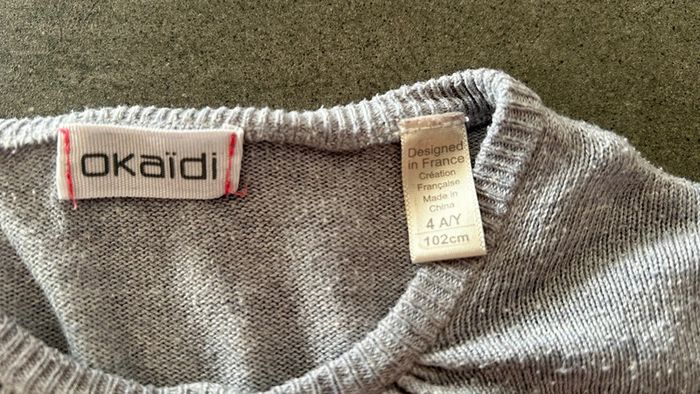 okaïdi
Designed
in France
Création
Française
Made in
China
4 A/Y
102cm